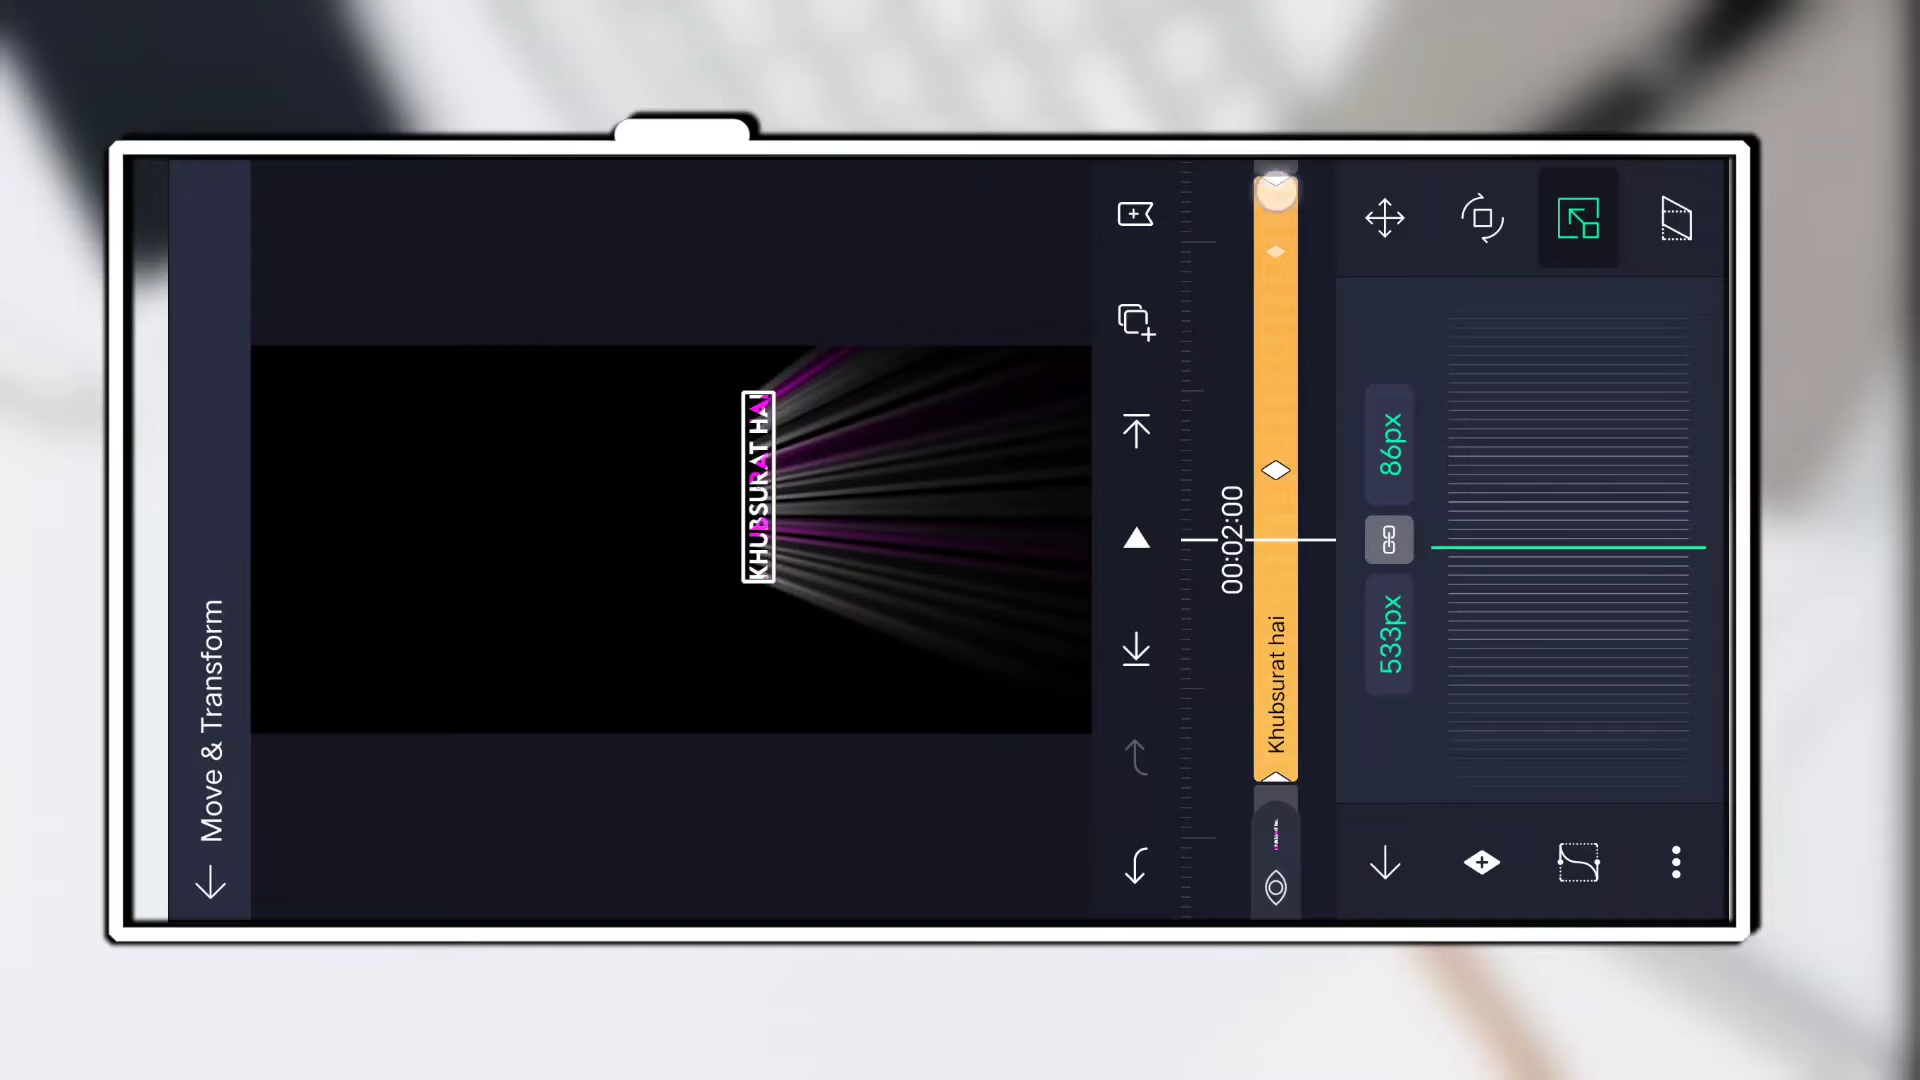 Move & Transform
KHUBSURAT HAI
00:02:00
Khubsurat hai
533px
86px